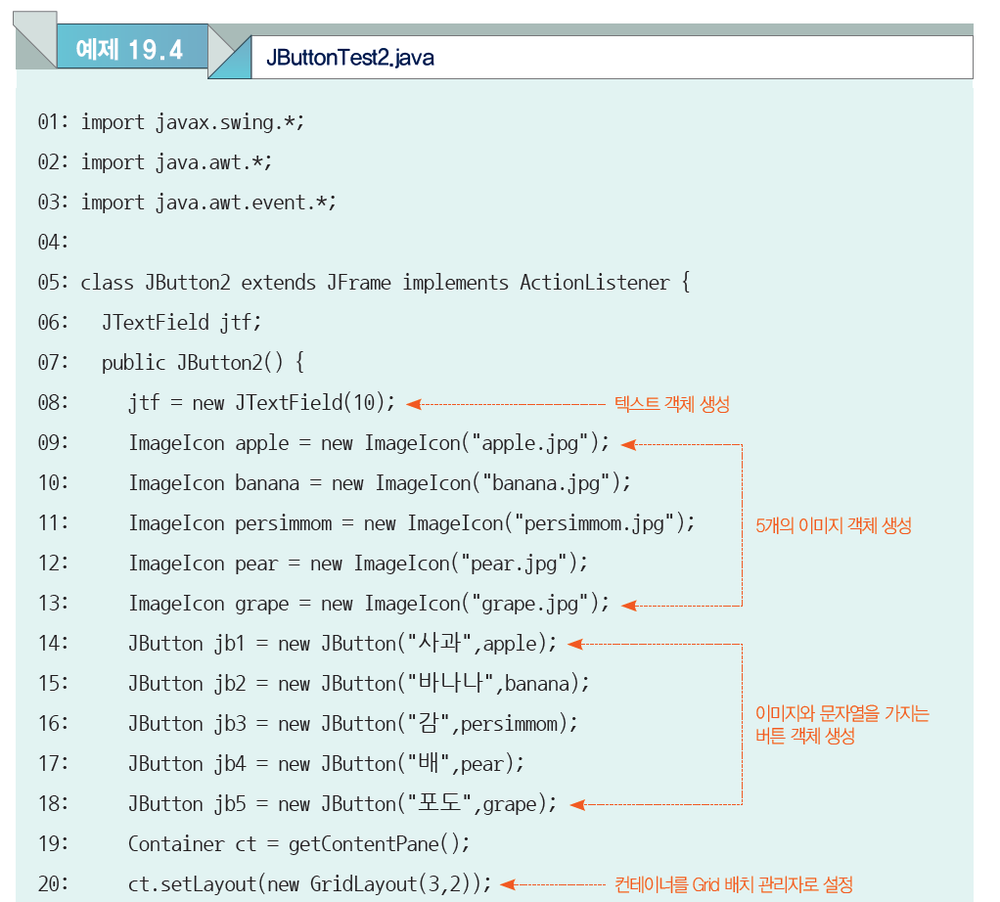 예제 19.4
JButtonTest2.java
01: import javax.swing.*;
02: import java.awt.*;
03: import java.awt.event.*;
04:
05: class JButton2 extends JFrame implements ActionListener {
06: JTextField jtf;
07: public JButton2() {
08: jtf = new JTextField(10); 텍스트 객체 생성
09: ImageIcon apple = new ImageIcon("apple.jpg");
10: ImageIcon banana = new ImageIcon("banana.jpg");
11: ImageIcon persimmom = new ImageIcon("persimmom.jpg"); 5개의 이미지 객체 생성
12: ImageIcon pear = new ImageIcon("pear.jpg");
13: ImageIcon grape = new ImageIcon("grape.jpg");
14: JButton jb1 = new JButton("사과",apple);
15: JButton jb2 = new JButton("바나나",banana);
16: JButton jb3 = new JButton("감",persimmom);
이미지와 문자열을 가지는
버튼 객체 생성
17: JButton jb4 = new JButton("배",pear);
18: JButton jb5 = new JButton("포도",grape);
19: Container ct = getContentPane();
20: ct.setLayout(new GridLayout(3,2)); 컨테이너를 Grid 배치 관리자로 설정